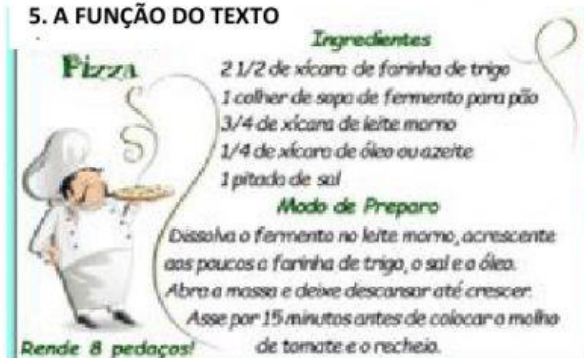 5. A FUNÇÃO DO TEXTO
Pizza
Ingredientes
2 1/2 de xícara de farinha de trigo
1 colher de sopa de fermento para pão
3/4 de xícara de leite morno
1/4 de xícara de óleo ou azeite
1 pitada de sal
Modo de Preparo
Dissolva o fermento no leite morno, acrescente
aos poucos a farinha de trigo, o sal e o óleo.
Abra a massa e deixe descansar até crescer.
Asse por 15 minutos antes de colocar o molho
de tomate e o recheio.
Rende 8 pedaços!